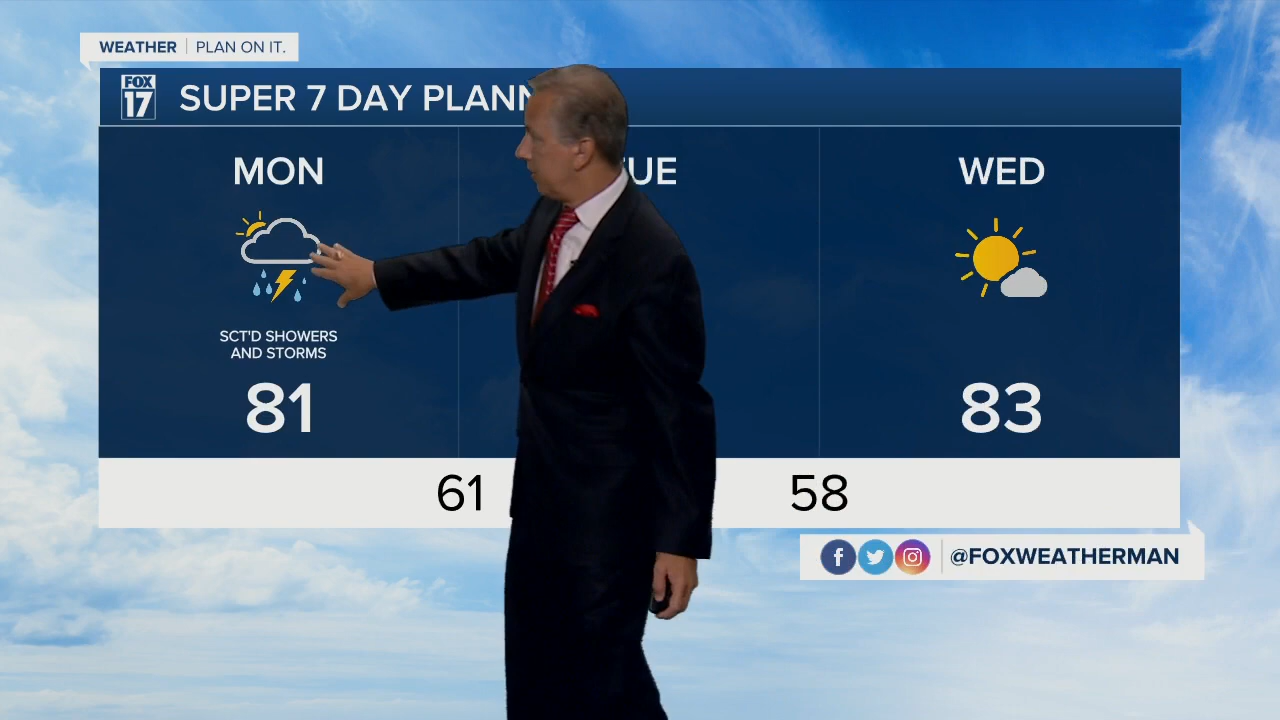 WEATHER | PLAN ON IT.
FOX
17
SUPER 7 DAY PLANN
MON
UE
WED
SCT'D SHOWERS
AND STORMS
81
83
61
58
@FOXWEATHERMAN